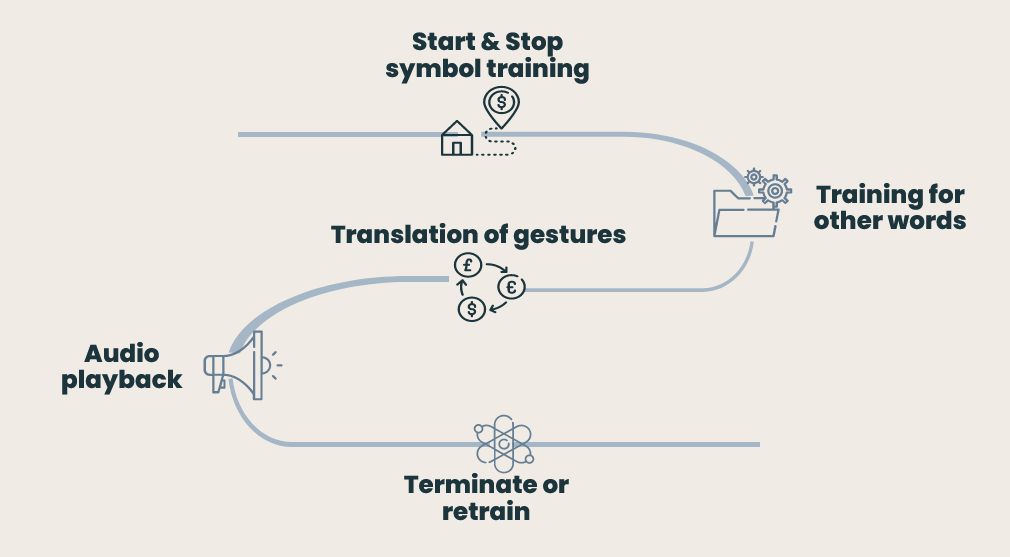 Start & Stop
symbol training
$
Training for
other words
Translation of gestures
£
€
$
Audio
playback
Terminate or
retrain